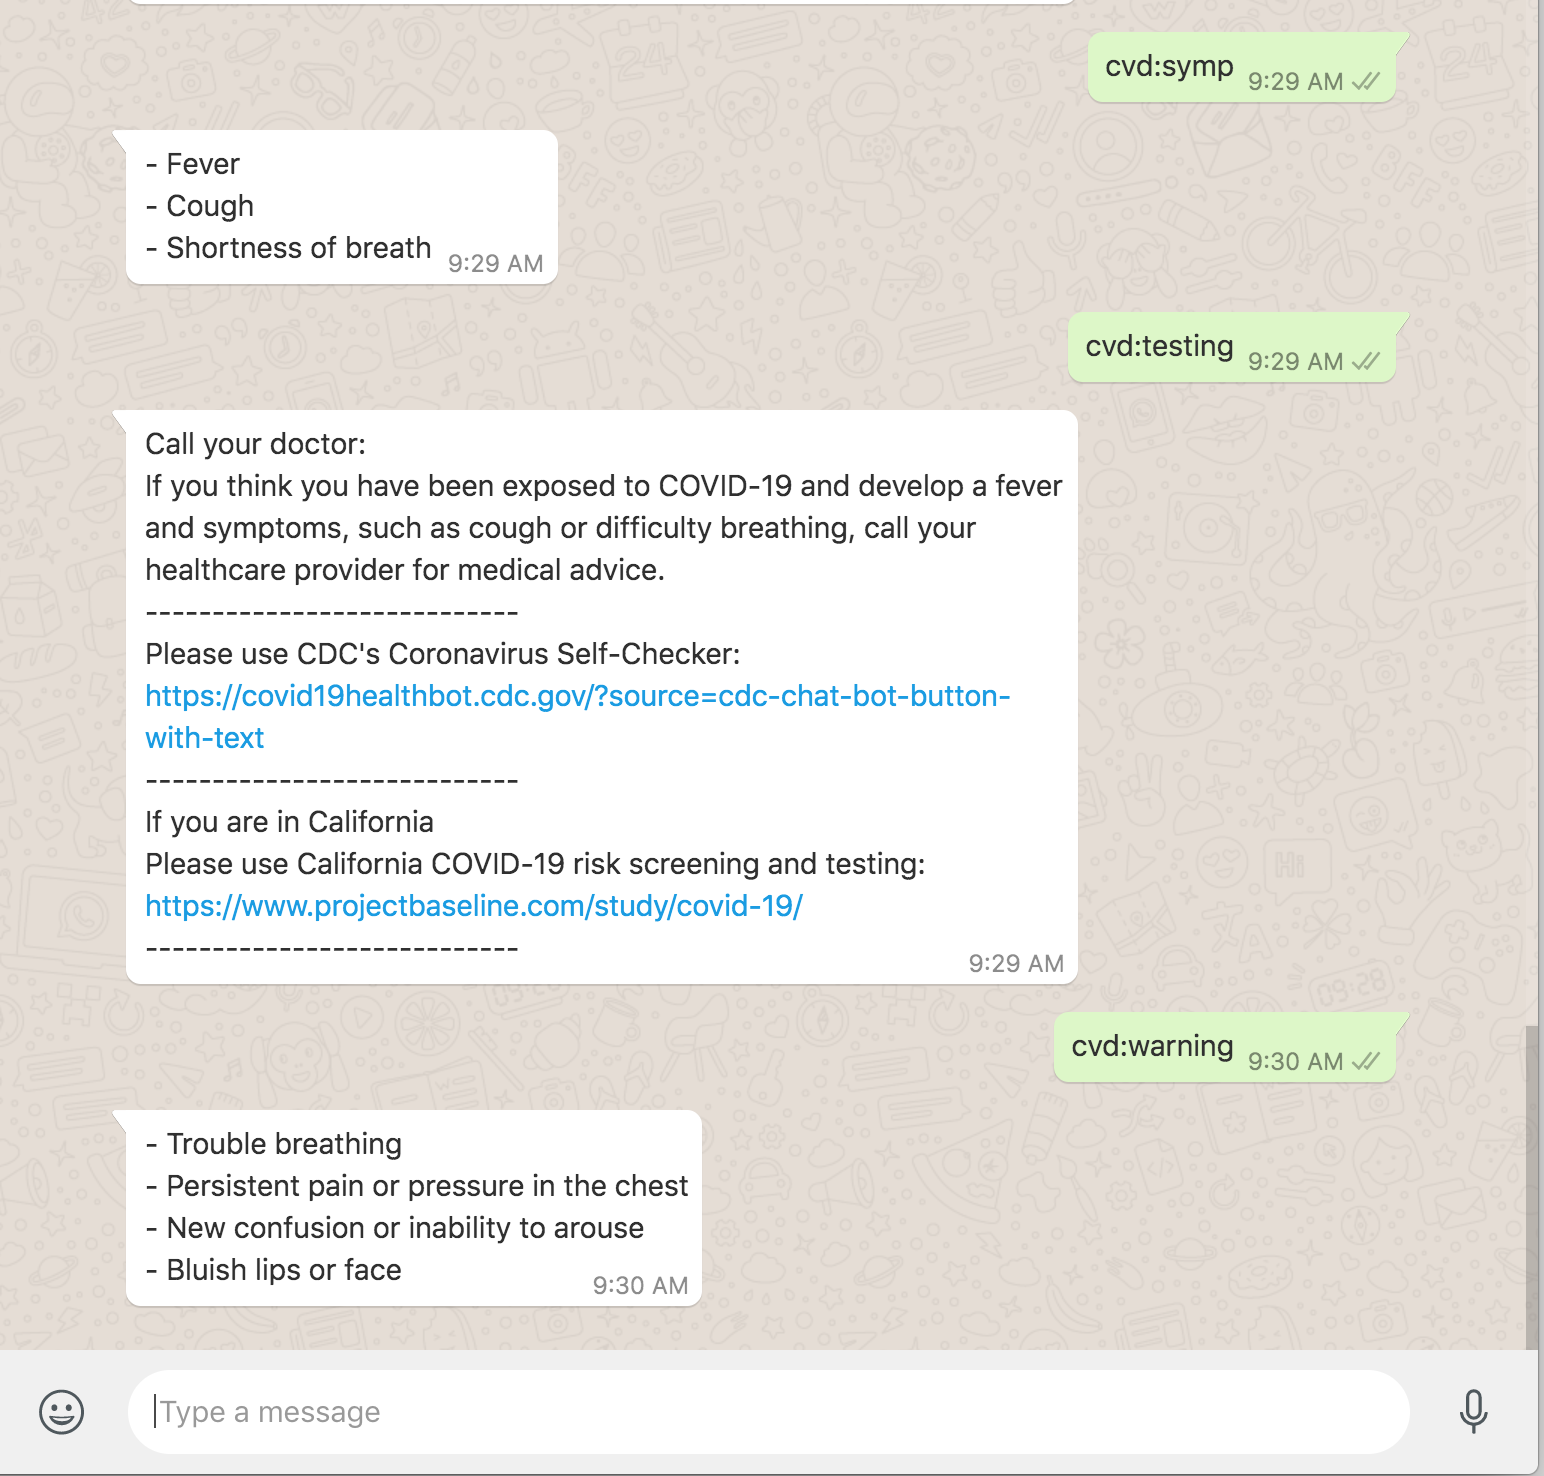 cvd:symp 9:29 AM
- Fever
- Cough
- Shortness of breath 9:29 AM
cvd:testing 9:29 AM
Call your doctor:
If you think you have been exposed to COVID-19 and develop a fever
and symptoms, such as cough or difficulty breathing, call your
healthcare provider for medical advice.
----------------------------
Please use CDC's Coronavirus Self-Checker:
https://covid19healthbot.cdc.gov/?source=cdc-chat-bot-button-
with-text
----------------------------
If you are in California
Please use California COVID-19 risk screening and testing:
https://www.projectbaseline.com/study/covid-19/
----------------------------
9:29 AM
cvd:warning 9:30 AM
- Trouble breathing
- Persistent pain or pressure in the chest
- New confusion or inability to arouse
- Bluish lips or face 9:30 AM
Type a message